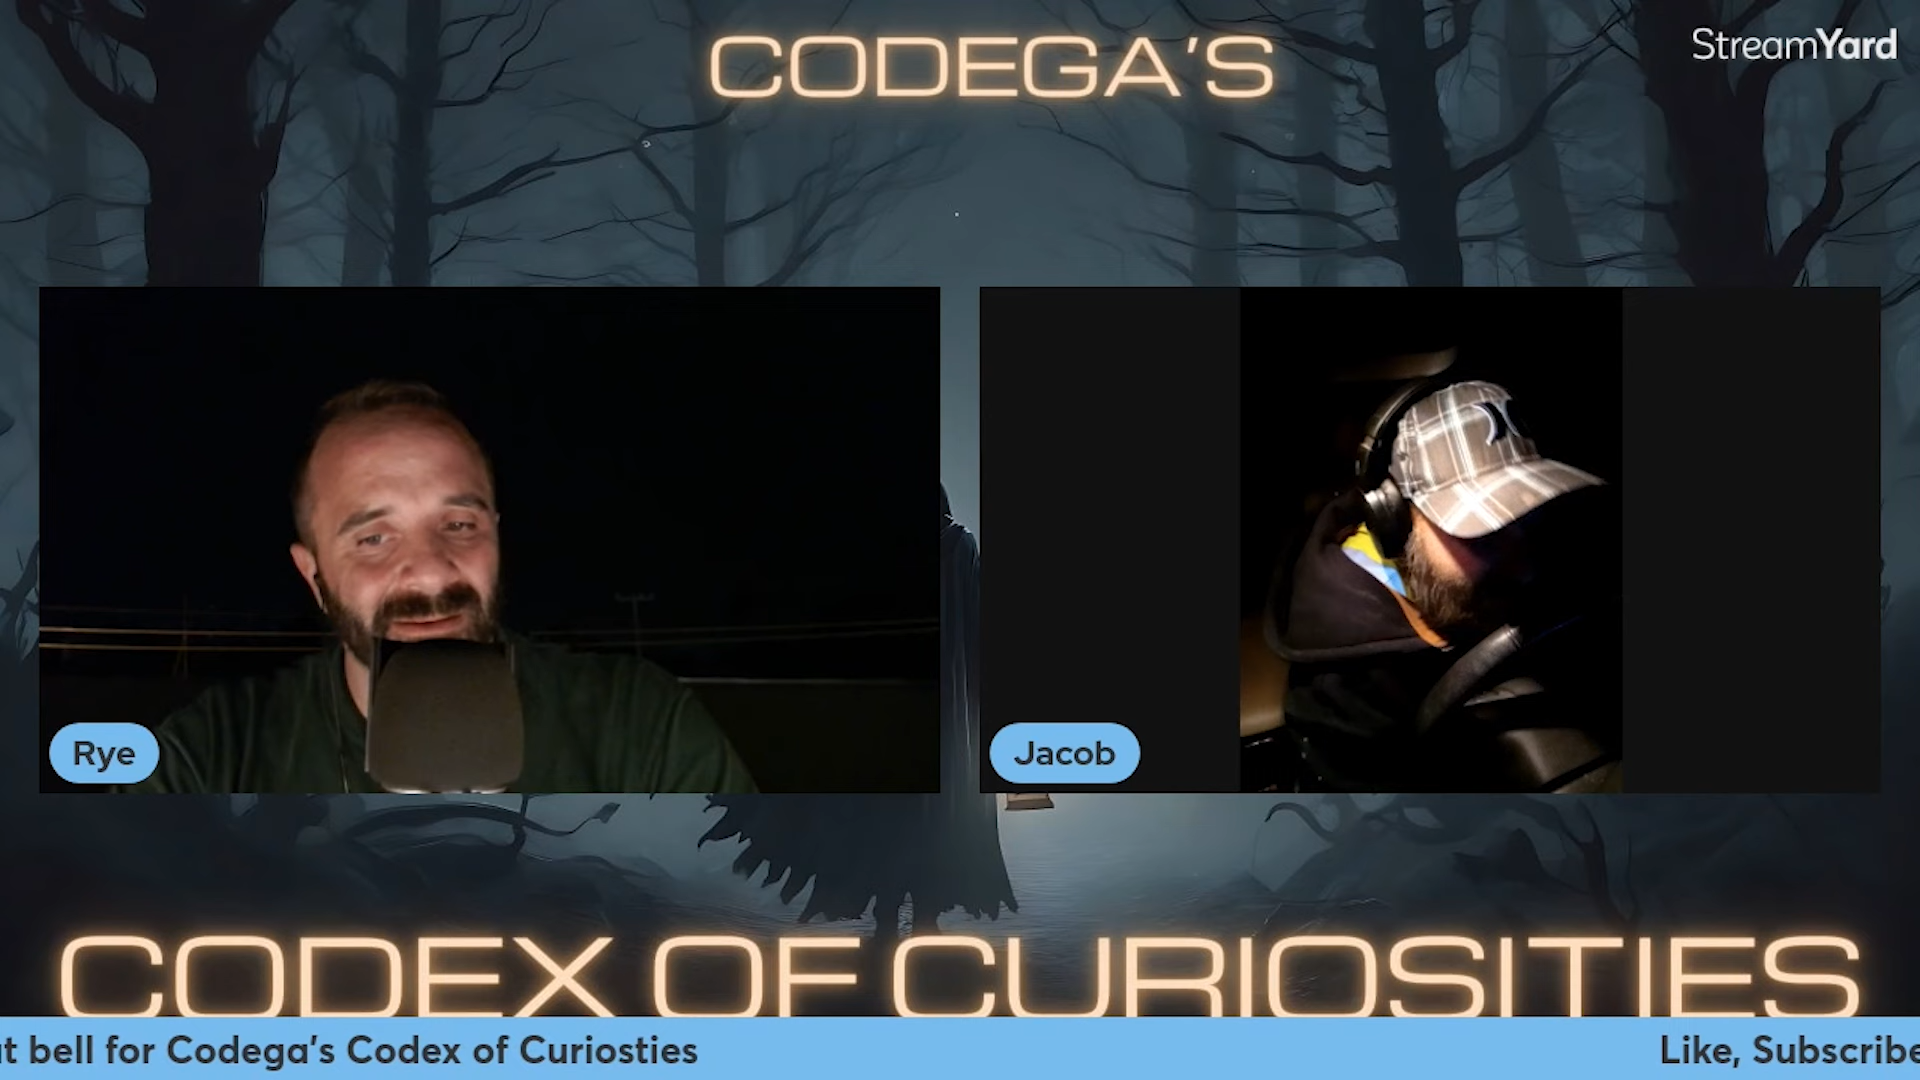 CODEGA'S
StreamYard
Rye
Jacob
CODEX OF CURIOSITIES
bell for Codega's Codex of Curiosties
Like, Subscribe